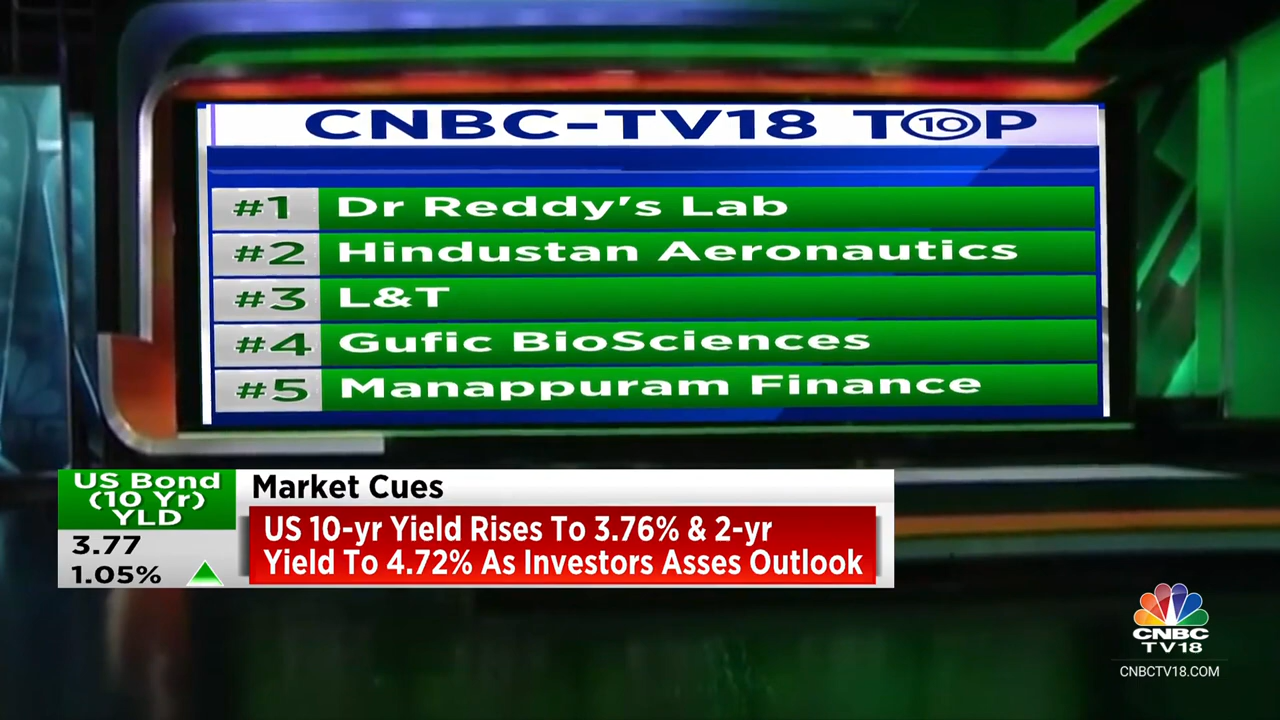 CNBC-TV18 TOP 10
#1 Dr Reddy's Lab
#2 Hindustan Aeronautics
#3 L&T
#4 Gufic BioSciences
#5 Manappuram Finance
US Bond
(10 Yr)
YLD
3.77
1.05%
Market Cues
US 10-yr Yield Rises To 3.76% & 2-yr
Yield To 4.72% As Investors Asses Outlook
CNBC
TV18
CNBCTV18.COM